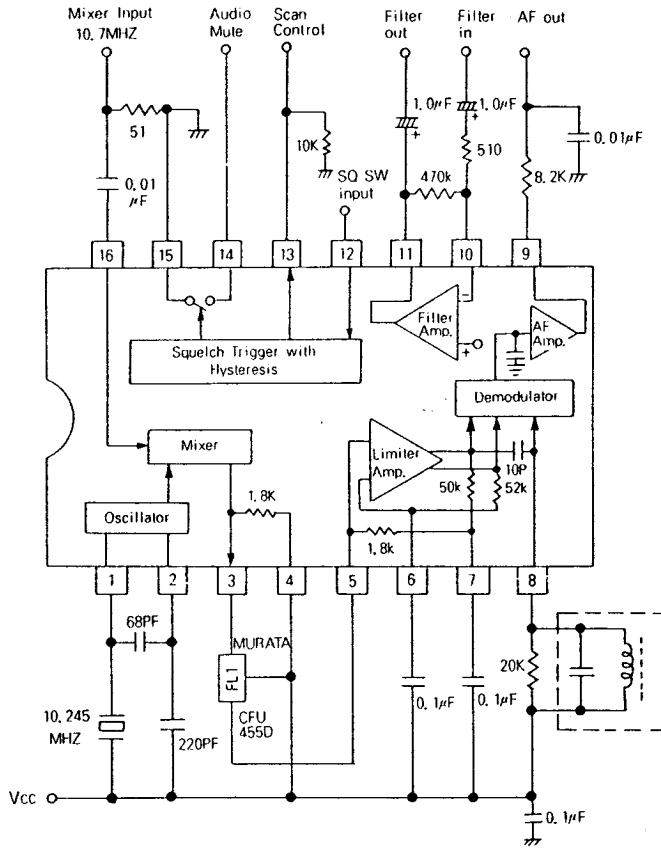 Mixer Input
10.7MHZ
Audio
Mute
Scan
Control
Filter
out
Filter
in
AF out
51
0.01
μF
10K
SQ SW
input
1.0μF
1.0μF
510
470k
8.2K
0.01μF
16
15
14
13
12
11
10
9
Squelch Trigger with
Hysteresis
Filter
Amp.
−
+
AF
Amp.
Demodulator
Mixer
Limiter
Amp.
10P
50k
52k
1.8K
1.8k
Oscillator
1
2
3
4
5
6
7
8
68PF
MURATA
FL1
CFU
455D
10.245
MHZ
220PF
0.1μF
0.1μF
20K
Vcc
0.1μF